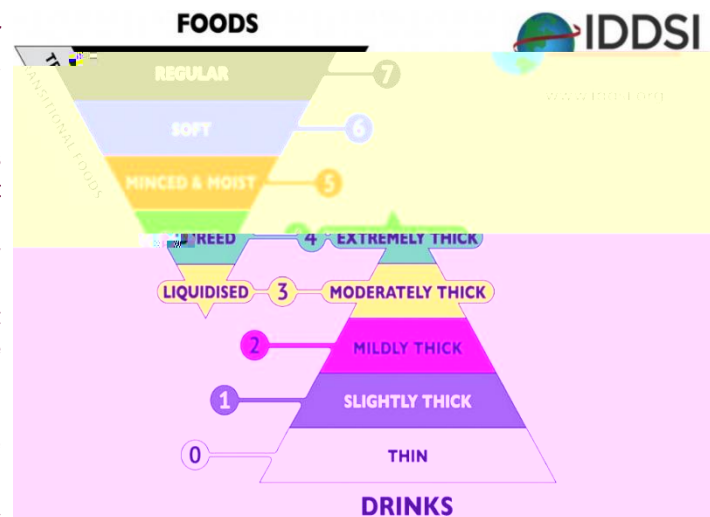 FOODS
IDDSI
REGULAR
7
SOFT
6
MINCED & MOIST
5
4
EXTREMELY THICK
LIQUIDISED
3
MODERATELY THICK
2
MILDLY THICK
1
SLIGHTLY THICK
0
THIN
DRINKS